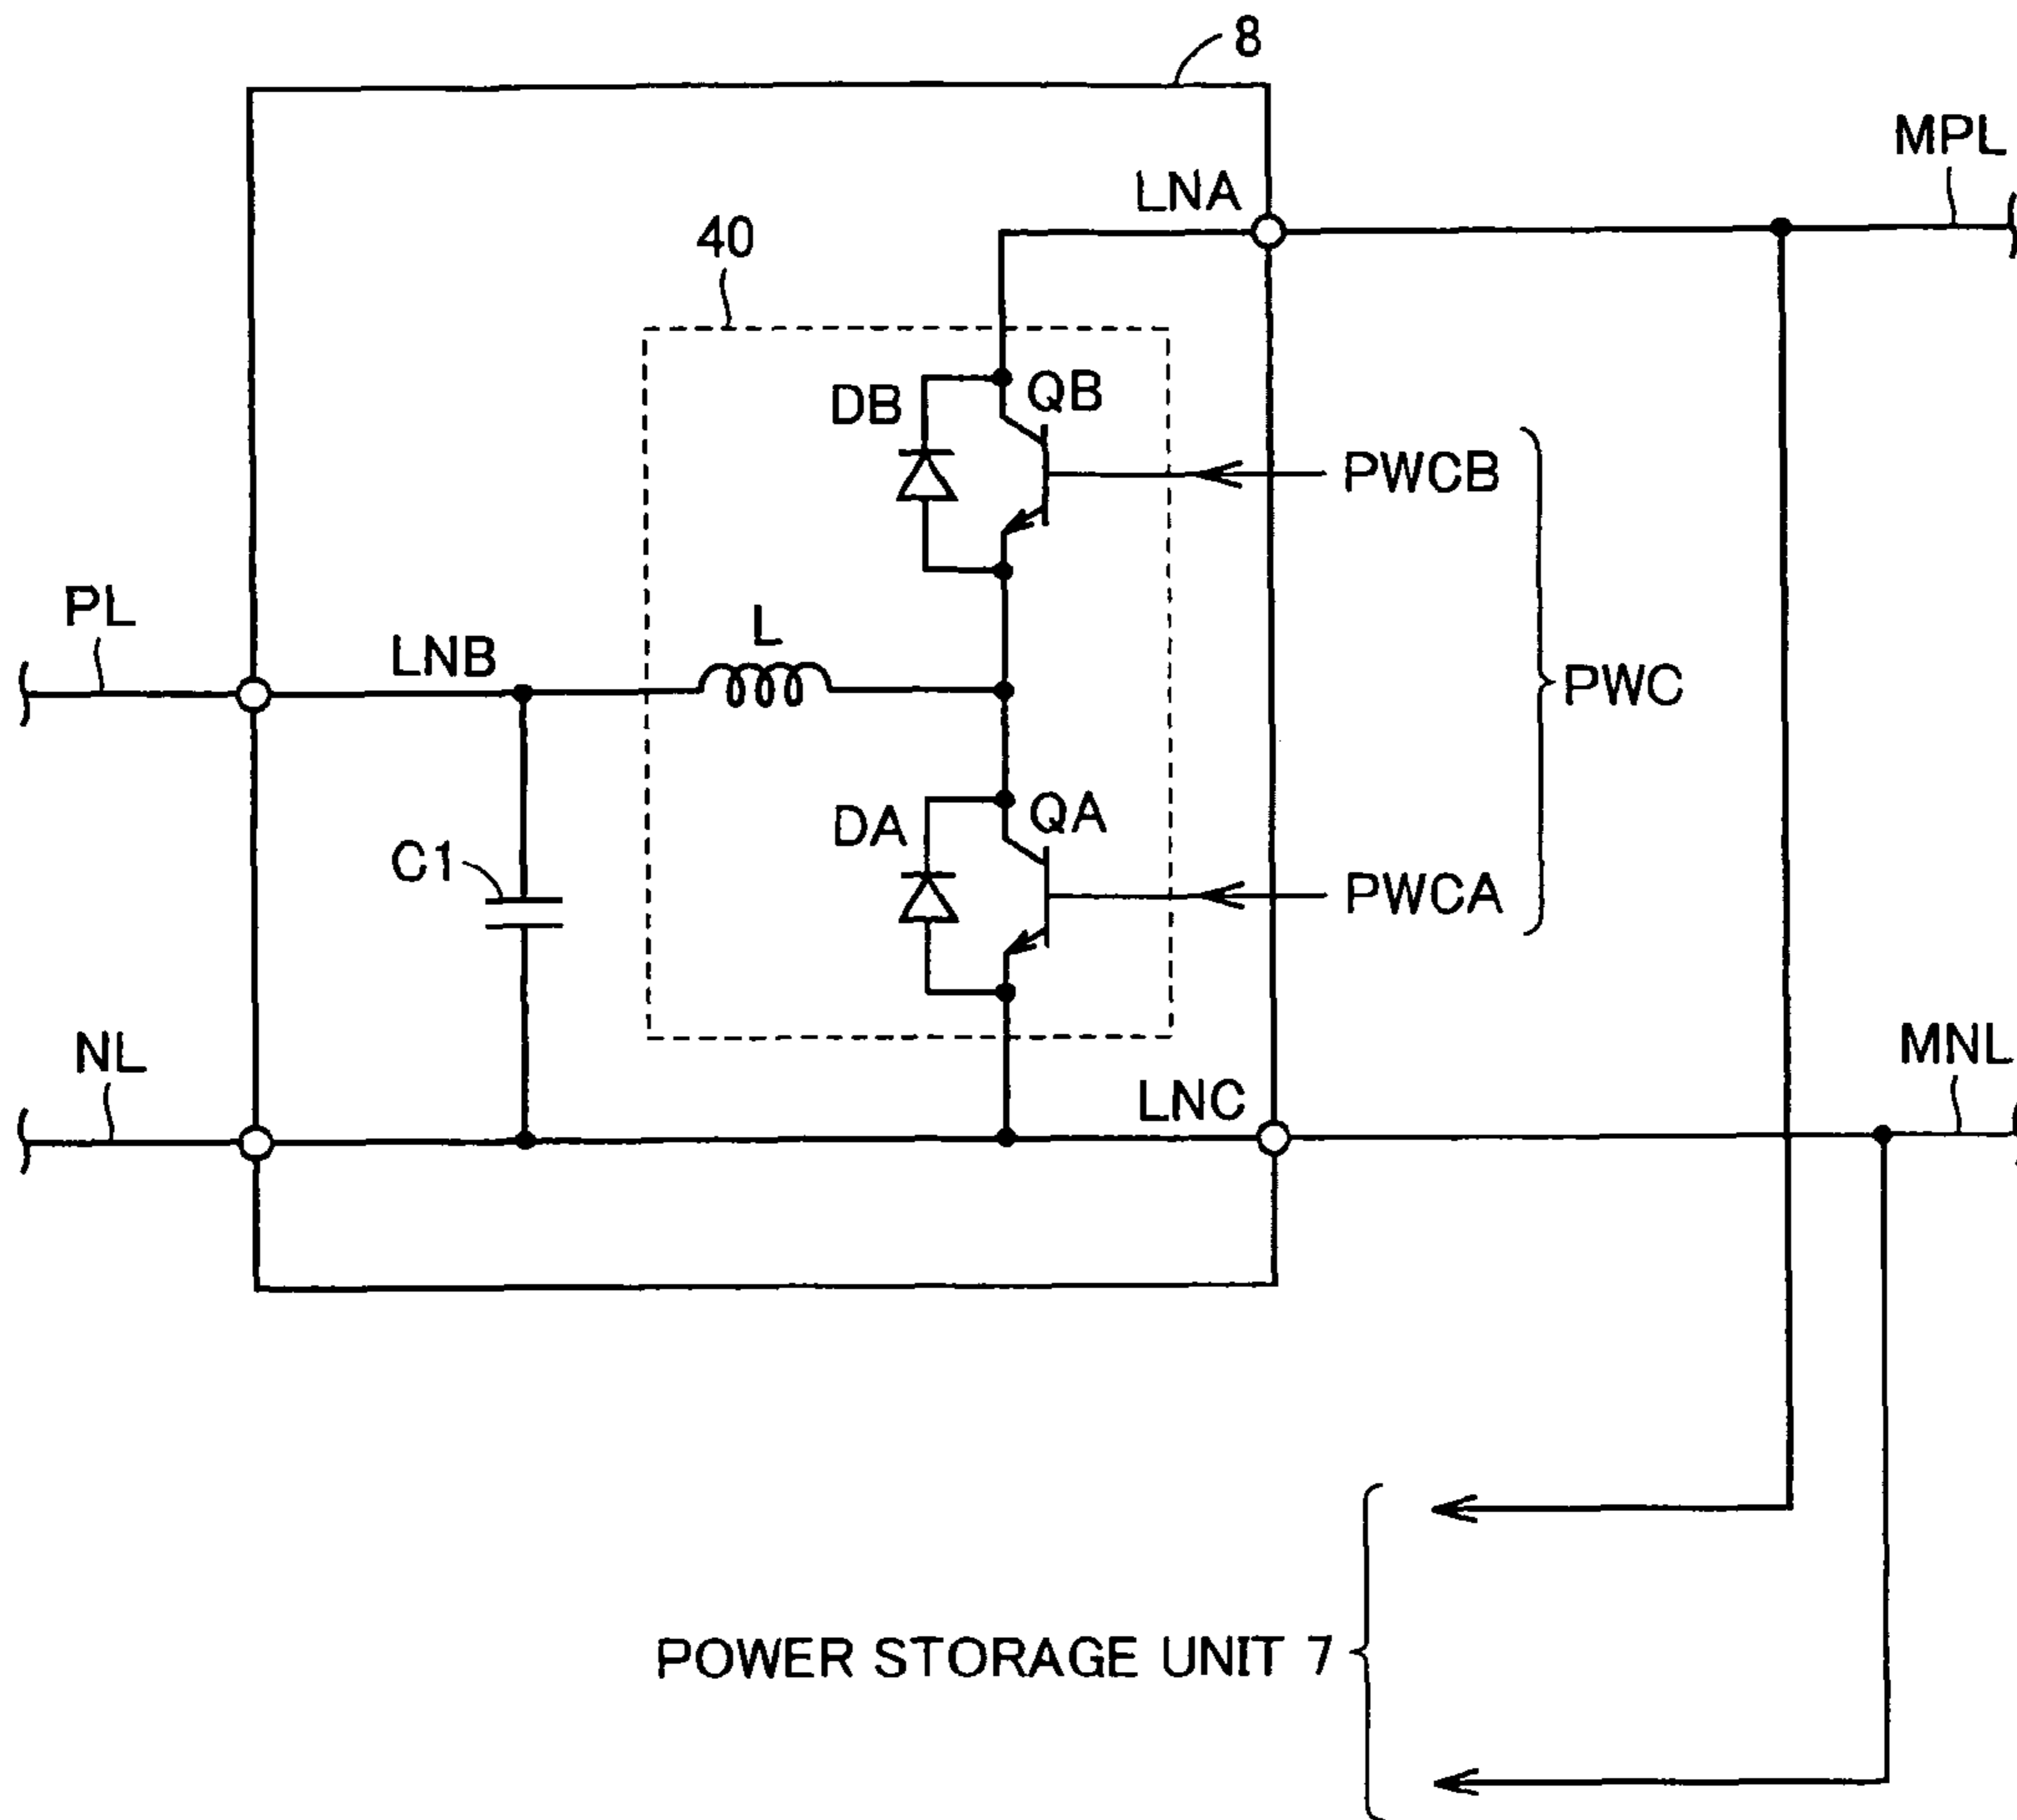 8
MPL
LNA
40
DB
QB
PWCB
PL
LNB
L
PWC
DA
QA
C1
PWCA
NL
MNL
LNC
POWER STORAGE UNIT 7